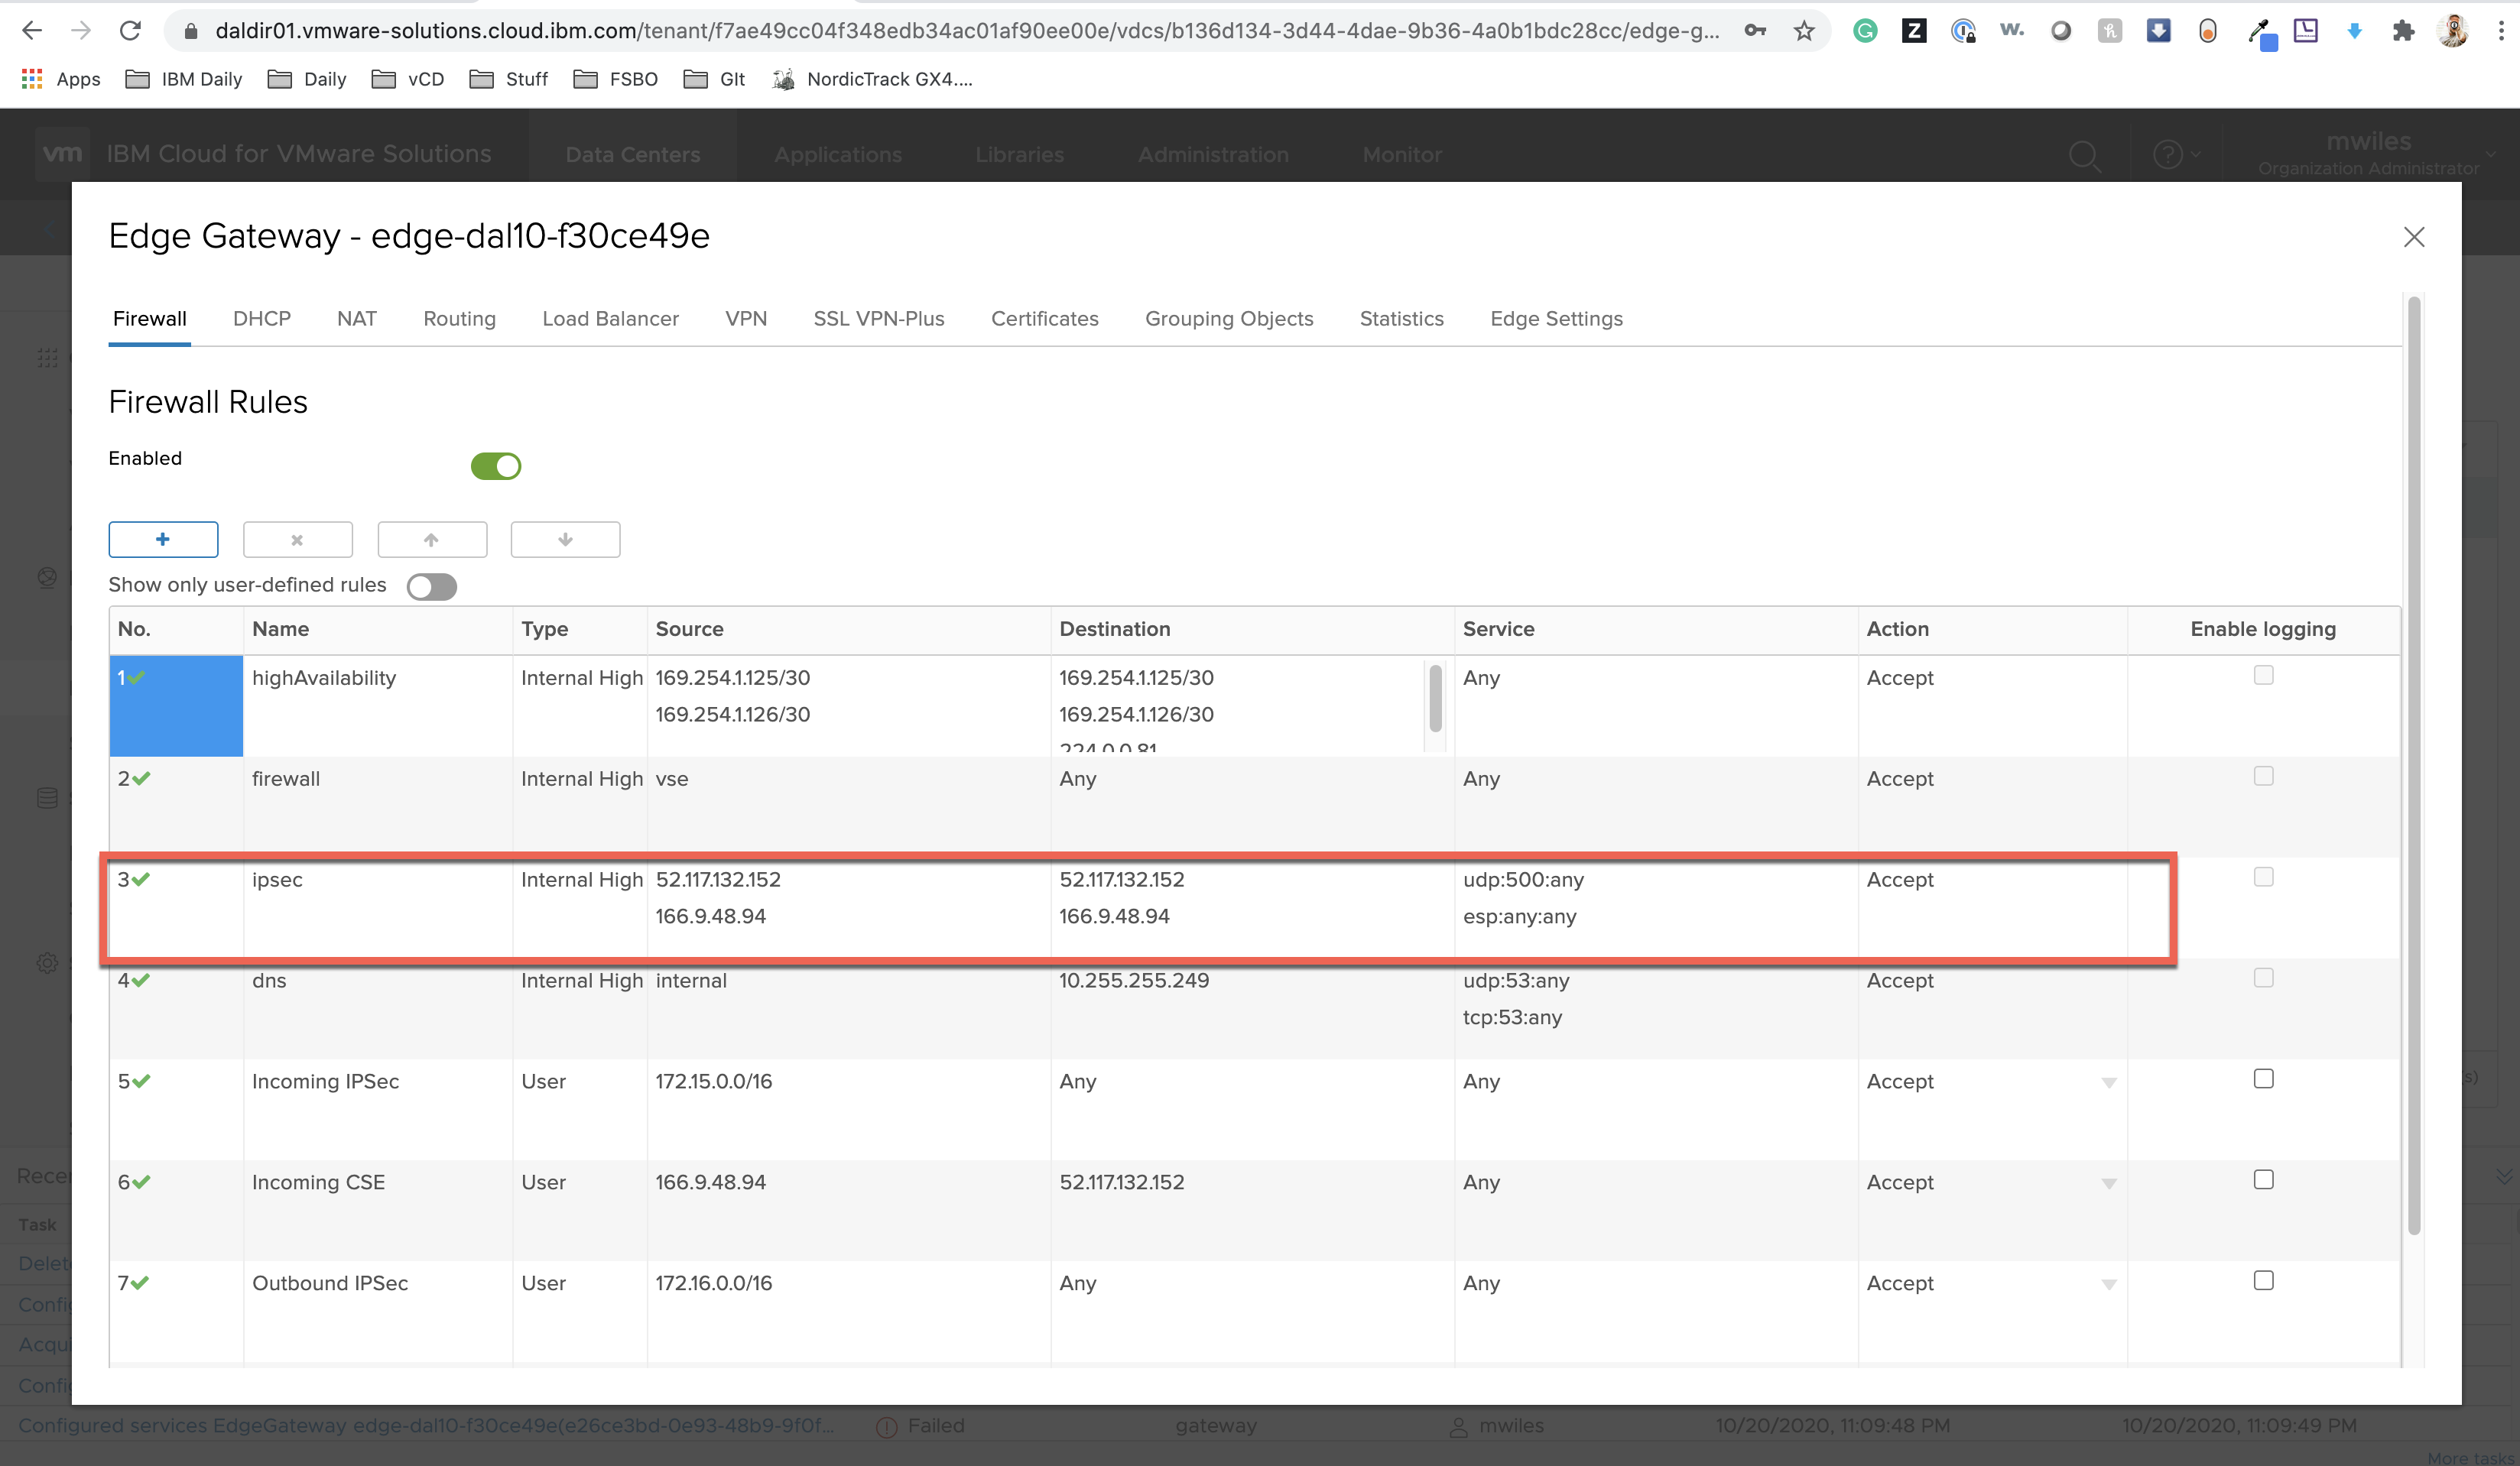 daldir01.vmware-solutions.cloud.ibm.com/tenant/f7ae49cc04f348edb34ac01af90ee00e/vdcs/b136d134-3d44-4dae-9b36-4a0b1bdc28cc/edge-g...
Apps IBM Daily Daily vCD Stuff FSBO GIt NordicTrack GX4....
vm IBM Cloud for VMware Solutions Data Centers Applications Libraries Administration Monitor mwiles
Organization Administrator
Edge Gateway - edge-dal10-f30ce49e
Firewall DHCP NAT Routing Load Balancer VPN SSL VPN-Plus Certificates Grouping Objects Statistics Edge Settings
Firewall Rules
Enabled
Show only user-defined rules
No. Name Type Source Destination Service Action Enable logging
1 highAvailability Internal High 169.254.1.125/30 169.254.1.125/30 Any Accept
169.254.1.126/30 169.254.1.126/30
224.0.0.81
2 firewall Internal High vse Any Any Accept
3 ipsec Internal High 52.117.132.152 52.117.132.152 udp:500:any Accept
166.9.48.94 166.9.48.94 esp:any:any
4 dns Internal High internal 10.255.255.249 udp:53:any Accept
tcp:53:any
5 Incoming IPSec User 172.15.0.0/16 Any Any Accept
6 Incoming CSE User 166.9.48.94 52.117.132.152 Any Accept
7 Outbound IPSec User 172.16.0.0/16 Any Any Accept
Recen
Task
Delet
Config
Acqu
Config
Configured services EdgeGateway edge-dal10-f30ce49e(e26ce3bd-0e93-48b9-9f0f... Failed gateway mwiles 10/20/2020, 11:09:48 PM 10/20/2020, 11:09:49 PM
More tasks